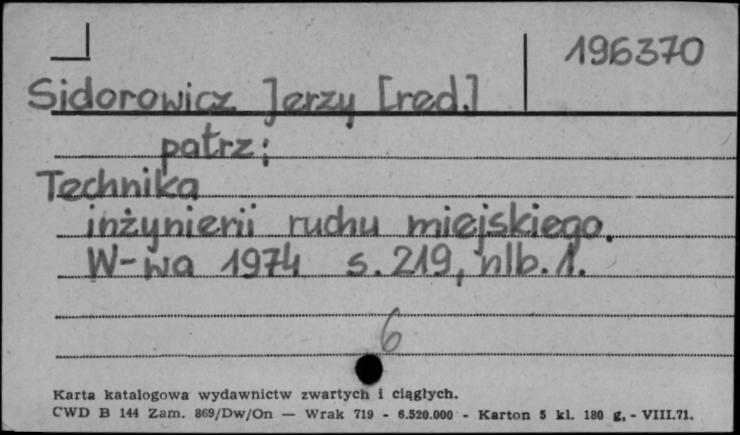 196370
Sidorowicz Jerzy [red.]
patrz:
Technika
inżynierii ruchu miejskiego.
W-wa 1974 s. 219, nlb. 1.
6
Karta katalogowa wydawnictw zwartych i ciągłych.
CWD B 144 Zam. 869/Dw/On — Wrak 719 - 6.520.000 - Karton 5 kl. 180 g, - VIII.71.